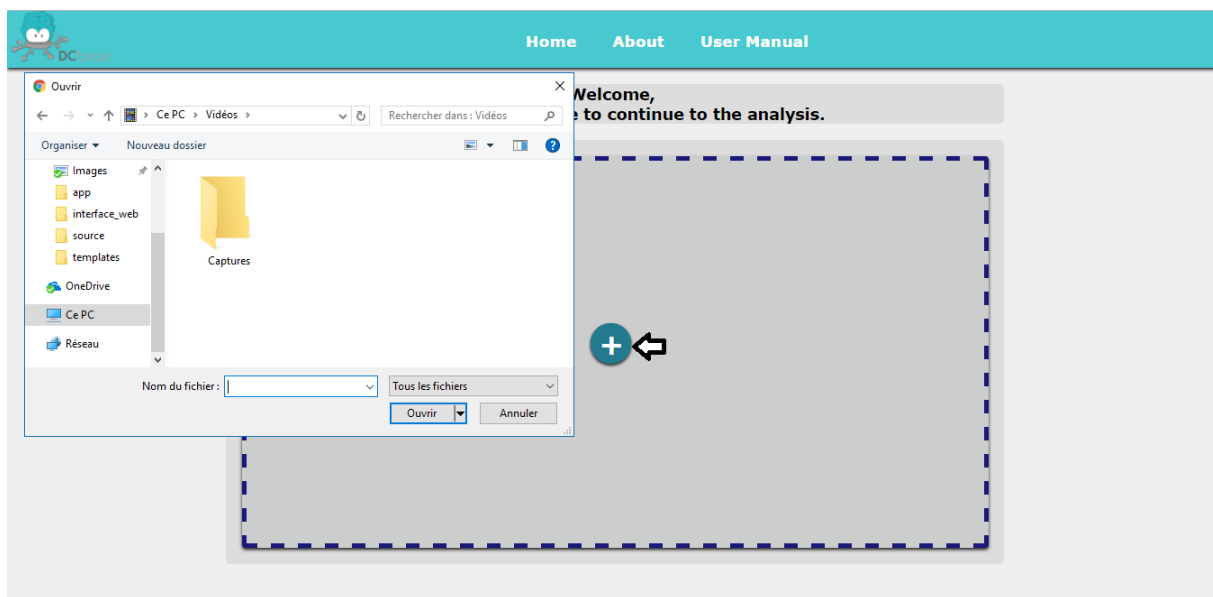 Home About User Manual
DC
Ouvrir
Welcome,
to continue to the analysis.
Ce PC > Vidéos >
Rechercher dans : Vidéos
Organiser
Nouveau dossier
?
Images
app
interface_web
source
templates
OneDrive
Ce PC
Réseau
Captures
+
Nom du fichier :
Tous les fichiers
Ouvrir
Annuler